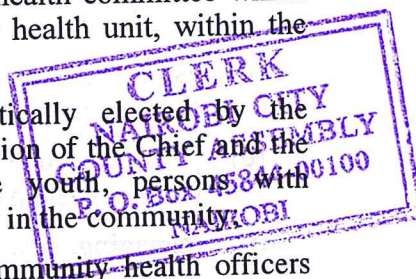 health unit, within the
CLERK
tically elected by the
NAIROBI CITY
ion of the Chief and the
COUNTY ASSEMBLY
youth, persons with
P. O. Box 00100
in the community;
NAIROBI
mmunity health officers